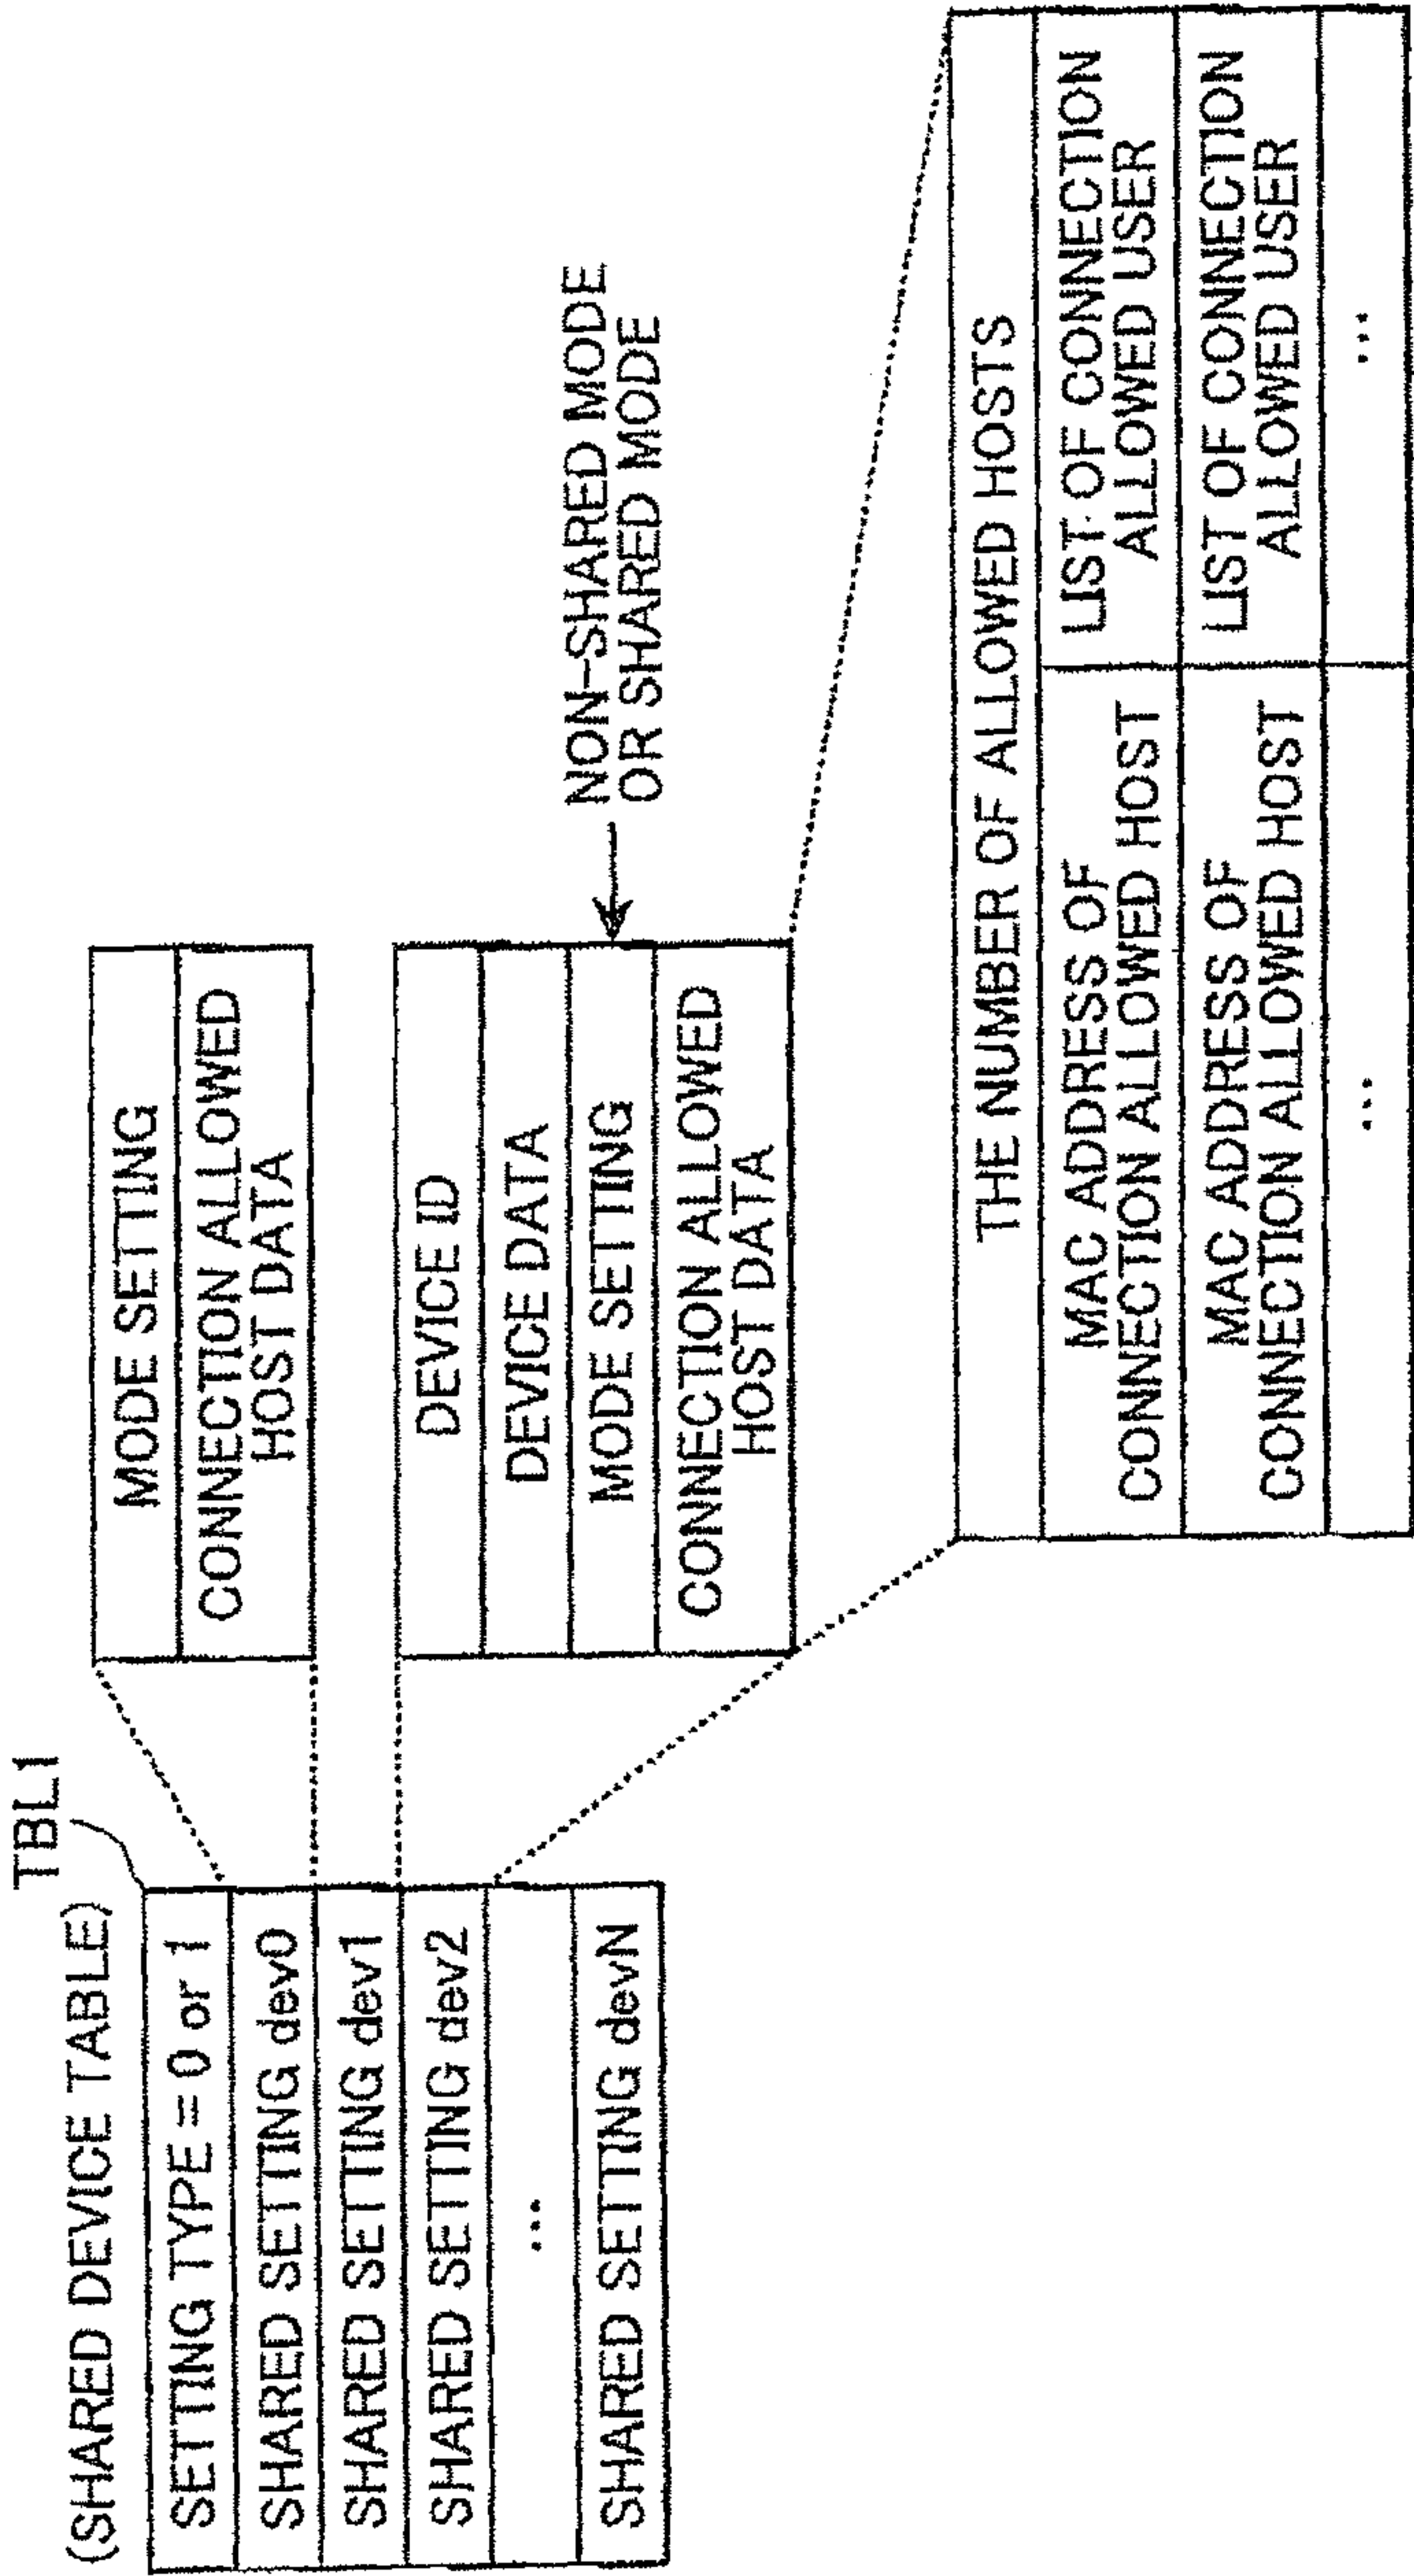 TBL1
(SHARED DEVICE TABLE)
SETTING TYPE = 0 or 1
SHARED SETTING dev0
SHARED SETTING dev1
SHARED SETTING dev2
...
SHARED SETTING devN
MODE SETTING
CONNECTION ALLOWED
HOST DATA
DEVICE ID
DEVICE DATA
MODE SETTING
CONNECTION ALLOWED
HOST DATA
NON-SHARED MODE
OR SHARED MODE
THE NUMBER OF ALLOWED HOSTS
MAC ADDRESS OF
CONNECTION ALLOWED HOST
LIST OF CONNECTION
ALLOWED USER
MAC ADDRESS OF
CONNECTION ALLOWED HOST
LIST OF CONNECTION
ALLOWED USER
...
...